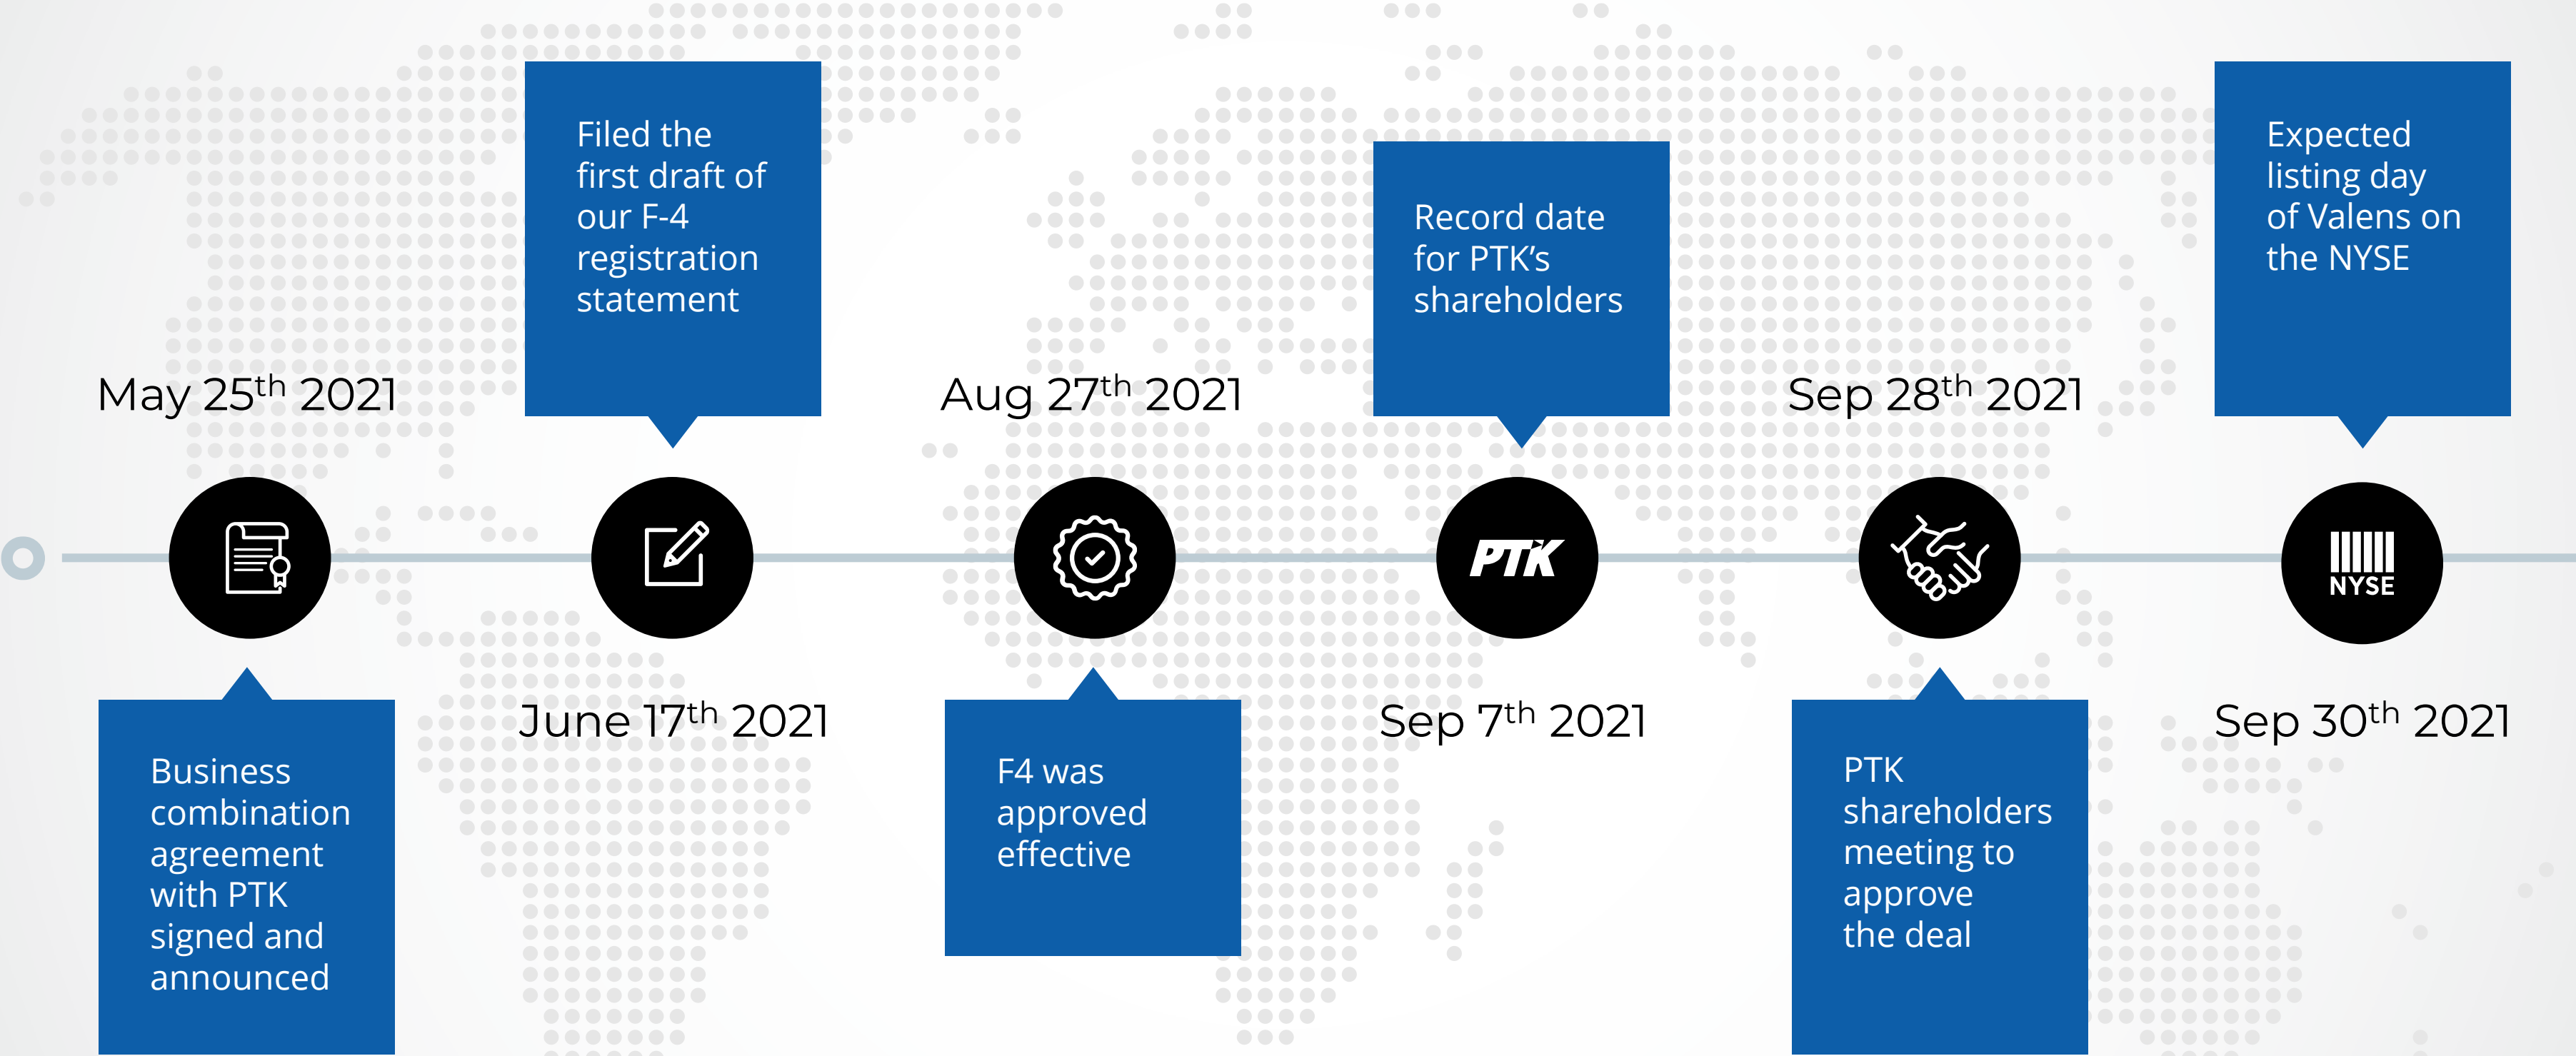 May 25th 2021
Business
combination
agreement
with PTK
signed and
announced
Filed the
first draft of
our F-4
registration
statement
June 17th 2021
Aug 27th 2021
F4 was
approved
effective
Record date
for PTK’s
shareholders
PTK
Sep 7th 2021
Sep 28th 2021
PTK
shareholders
meeting to
approve
the deal
Expected
listing day
of Valens on
the NYSE
NYSE
Sep 30th 2021